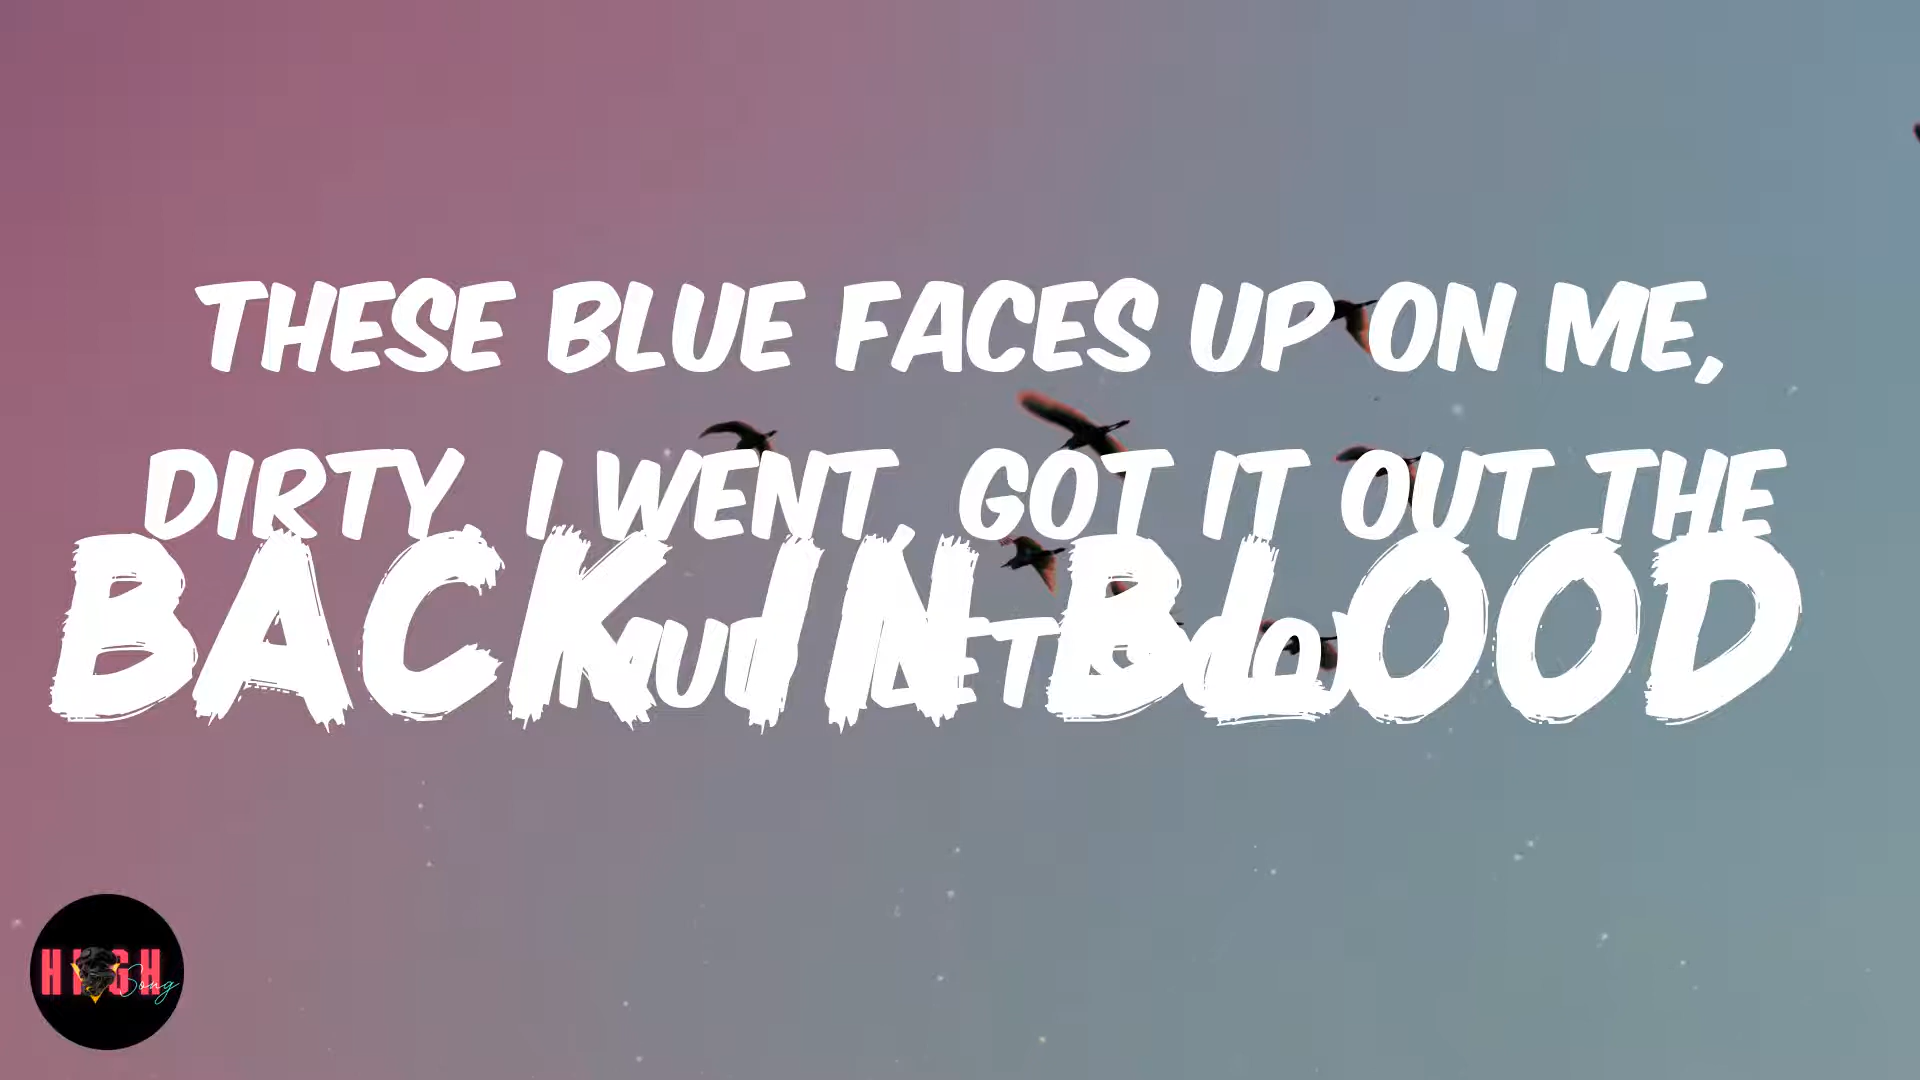 THESE BLUE FACES UP ON ME,
DIRTY, I WENT, GOT IT OUT THE
BACK IN BLOOD
HIGH
Song